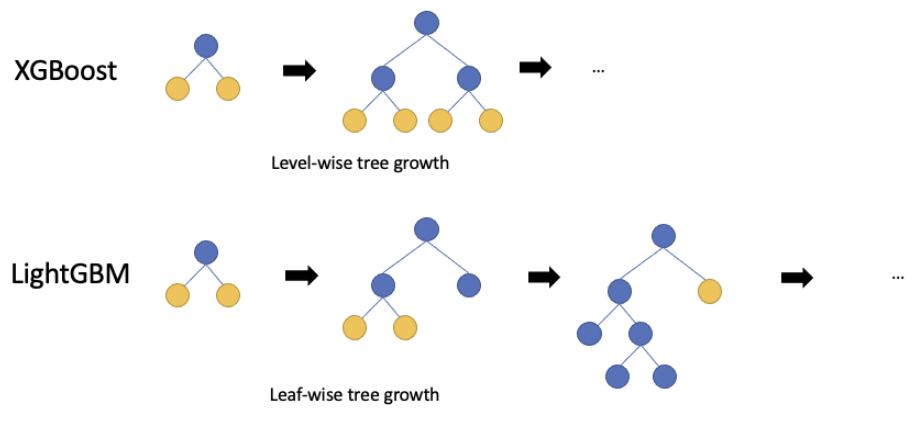 XGBoost
...
Level-wise tree growth
LightGBM
...
Leaf-wise tree growth